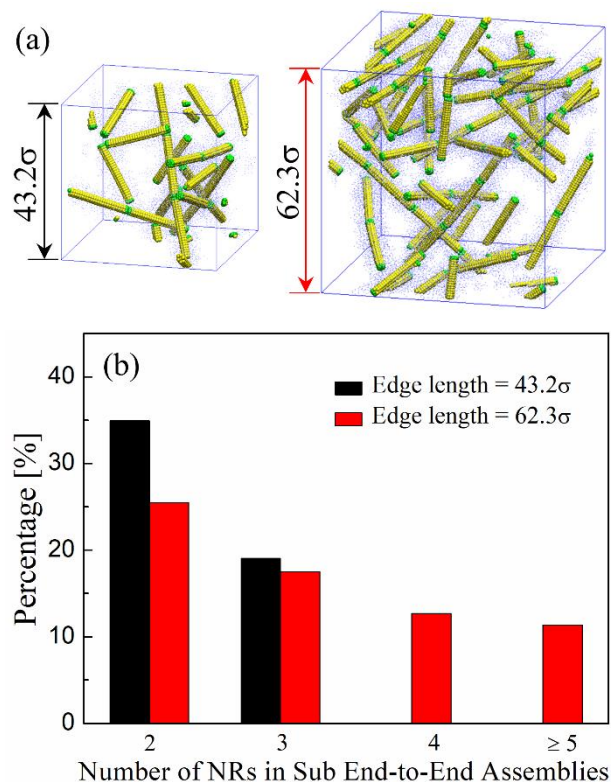 (a)
43.2σ
62.3σ
(b)
Edge length = 43.2σ
Edge length = 62.3σ
Percentage [%]
40
30
20
10
0
2 3 4 ≥ 5
Number of NRs in Sub End-to-End Assemblies